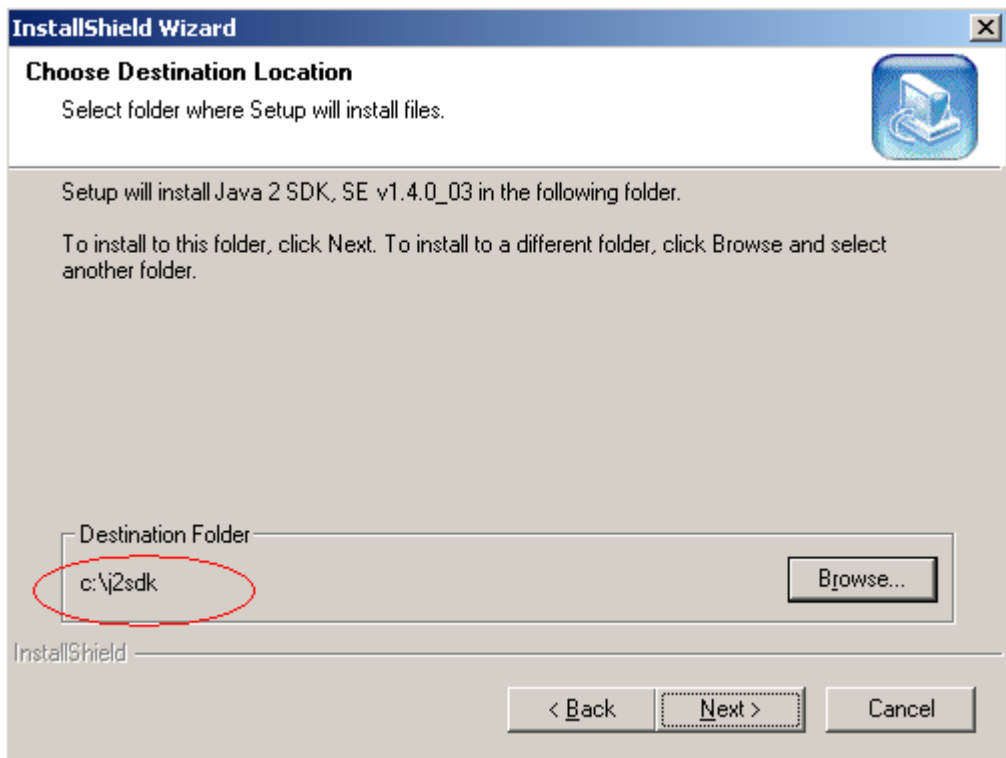 InstallShield Wizard
Choose Destination Location
Select folder where Setup will install files.
Setup will install Java 2 SDK, SE v1.4.0_03 in the following folder.
To install to this folder, click Next. To install to a different folder, click Browse and select
another folder.
Destination Folder
c:\j2sdk
Browse...
InstallShield
< Back
Next >
Cancel